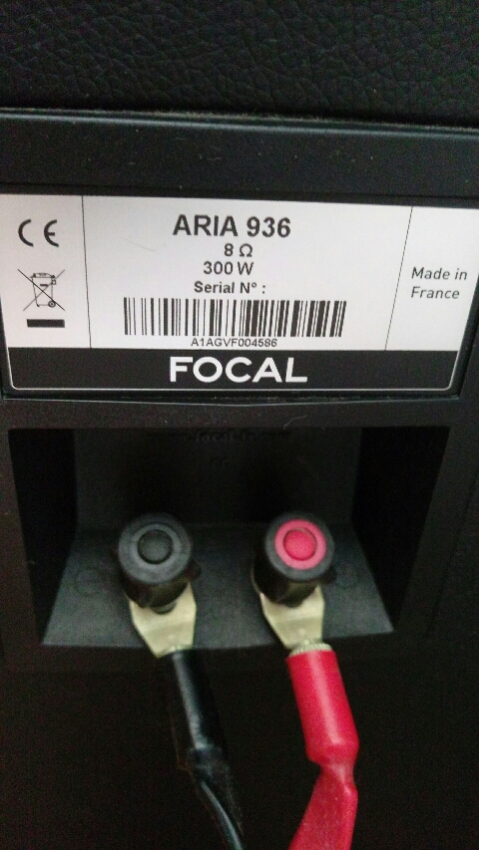 CE
ARIA 936
8 Ω
300 W
Serial N° :
A1AGVF004586
Made in
France
FOCAL